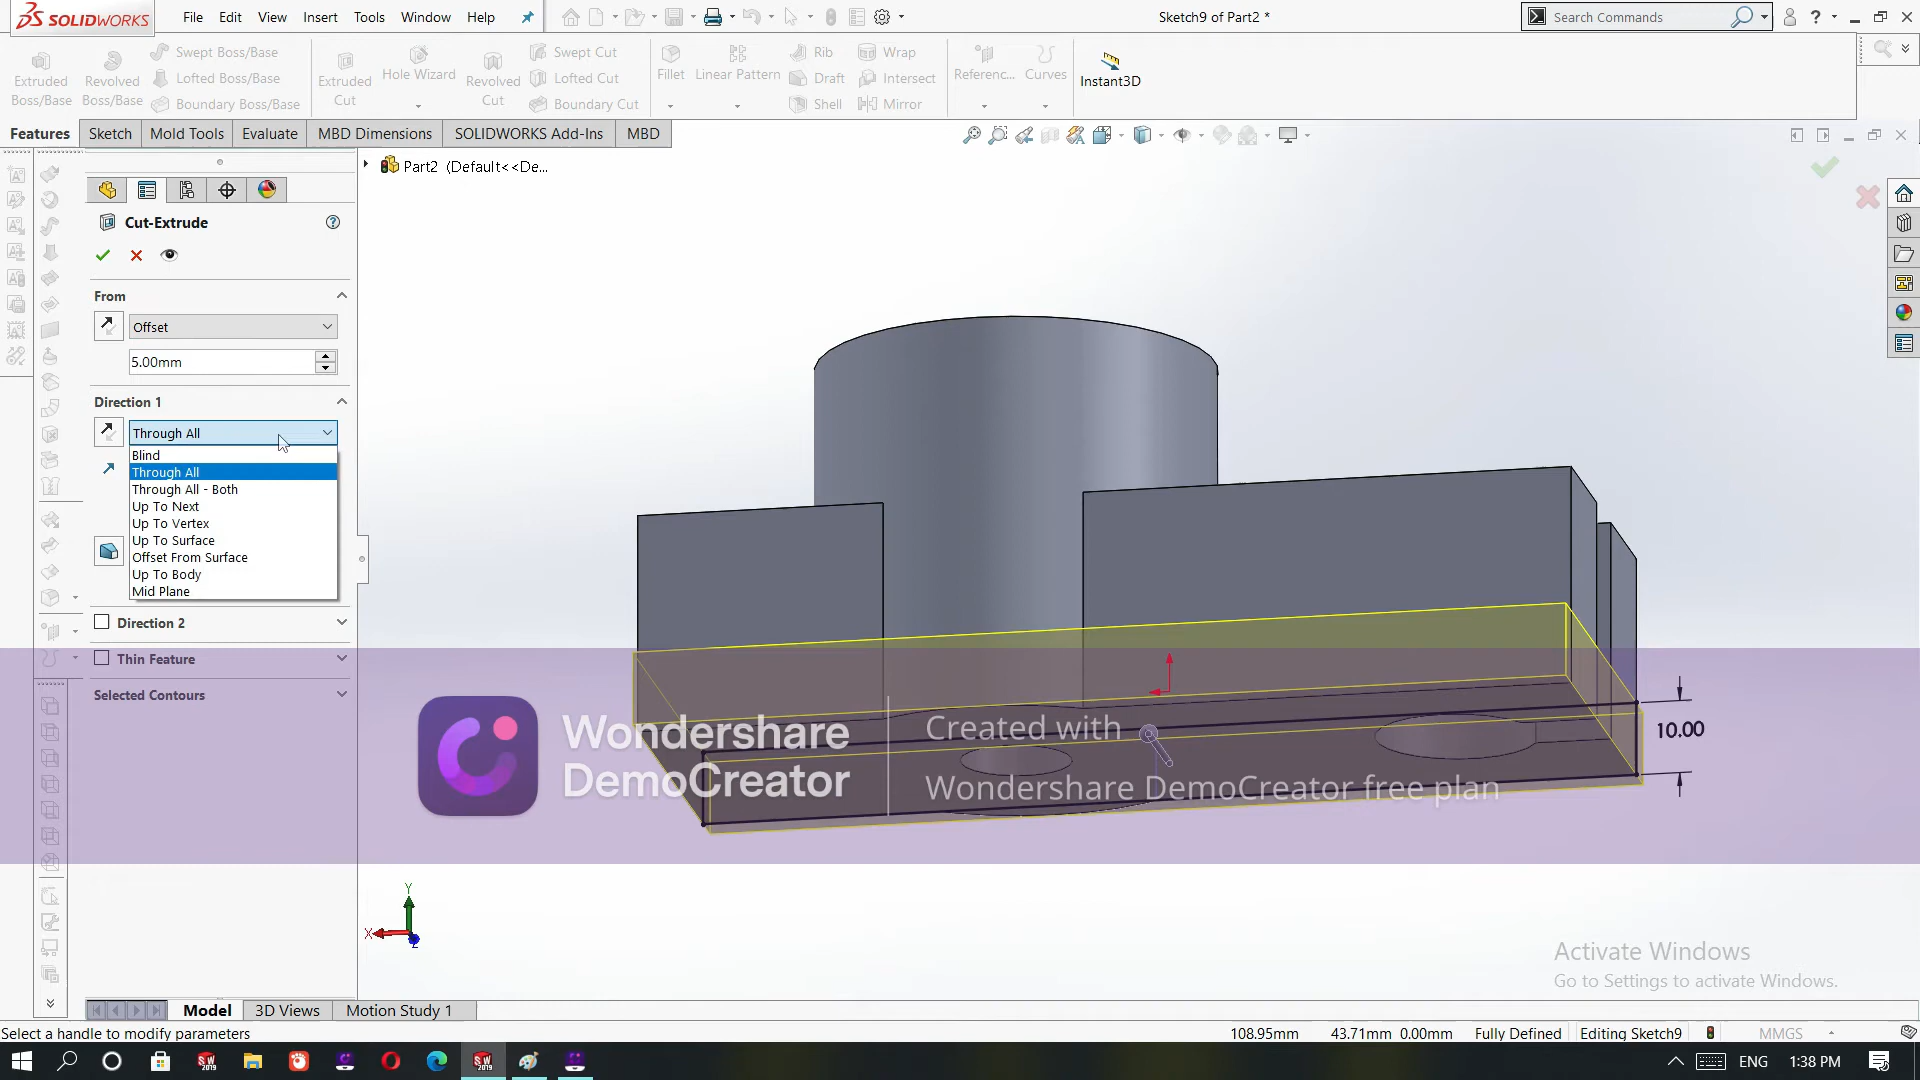 SOLIDWORKS File Edit View Insert Tools Window Help Sketch9 of Part2 * Search Commands
Extruded Boss/Base
Revolved Boss/Base
Swept Boss/Base
Lofted Boss/Base
Boundary Boss/Base
Extruded Cut
Hole Wizard
Revolved Cut
Swept Cut
Lofted Cut
Boundary Cut
Fillet
Linear Pattern
Rib
Draft
Shell
Wrap
Intersect
Mirror
Referenc...
Curves
Instant3D
Features Sketch Mold Tools Evaluate MBD Dimensions SOLIDWORKS Add-Ins MBD
Part2 (Default<<De...
Cut-Extrude
From
Offset
5.00mm
Direction 1
Through All
Blind
Through All
Through All - Both
Up To Next
Up To Vertex
Up To Surface
Offset From Surface
Up To Body
Mid Plane
Direction 2
Thin Feature
Selected Contours
10.00
Wondershare
DemoCreator
Created with
Wondershare DemoCreator free plan
Y
X
Z
Activate Windows
Go to Settings to activate Windows.
Model 3D Views Motion Study 1
Select a handle to modify parameters 108.95mm 43.71mm 0.00mm Fully Defined Editing Sketch9 MMGS
ENG 1:38 PM